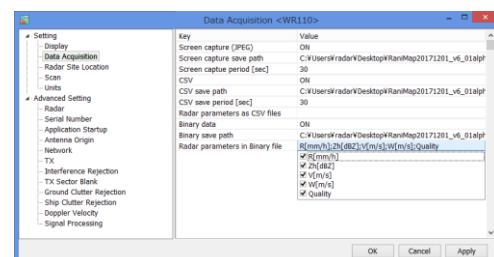 Data Acquisition <WR110>
Setting
Display
Data Acquisition
Radar Site Location
Scan
Units
Advanced Setting
Radar
Serial Number
Application Startup
Antenna Origin
Network
TX
Interference Rejection
TX Sector Blank
Ground Clutter Rejection
Ship Clutter Rejection
Doppler Velocity
Signal Processing
Key Value
Screen capture (JPEG) ON
Screen capture save path C:¥Users¥radar¥Desktop¥RaniMap20171201_v6_01alph
Screen captue period [sec] 30
CSV ON
CSV save path C:¥Users¥radar¥Desktop¥RaniMap20171201_v6_01alph
CSV save period [sec] 30
Radar parameters as CSV files
Binary data ON
Binary save path C:¥Users¥radar¥Desktop¥RaniMap20171201_v6_01alph
Radar parameters in Binary file R[mm/h];Zh[dBZ];V[m/s];W[m/s];Quality
R[mm/h]
Zh[dBZ]
V[m/s]
W[m/s]
Quality
OK Cancel Apply